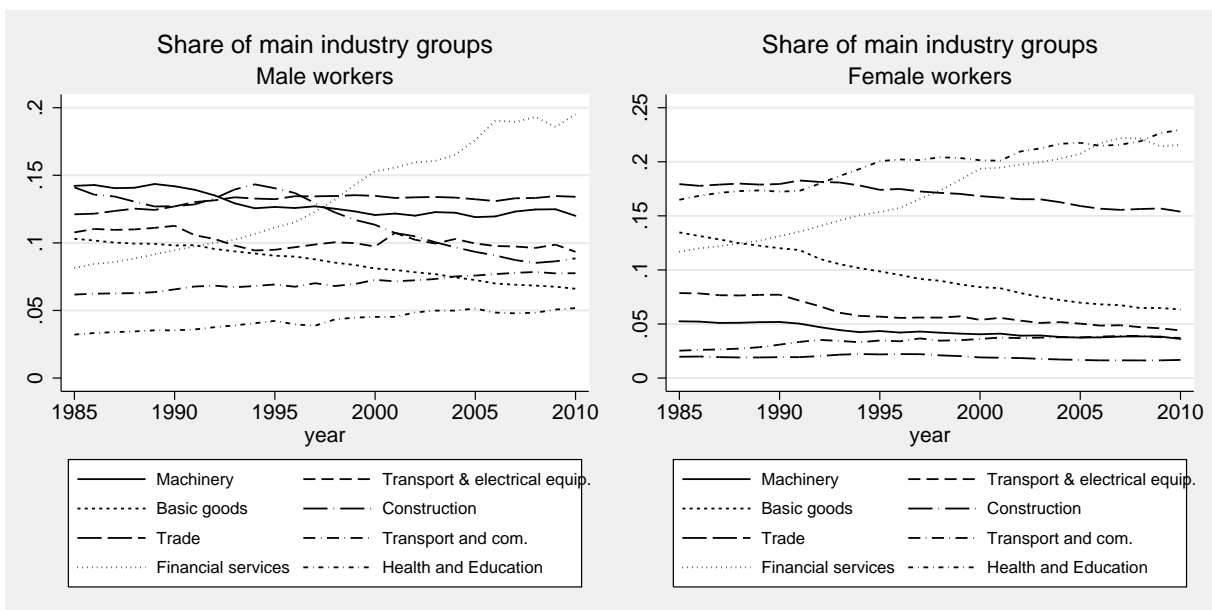 Share of main industry groups
Male workers
.2
.15
.1
.05
0
1985 1990 1995 2000 2005 2010
year
Machinery Transport & electrical equip.
Basic goods Construction
Trade Transport and com.
Financial services Health and Education
Share of main industry groups
Female workers
.25
.2
.15
.1
.05
0
1985 1990 1995 2000 2005 2010
year
Machinery Transport & electrical equip.
Basic goods Construction
Trade Transport and com.
Financial services Health and Education